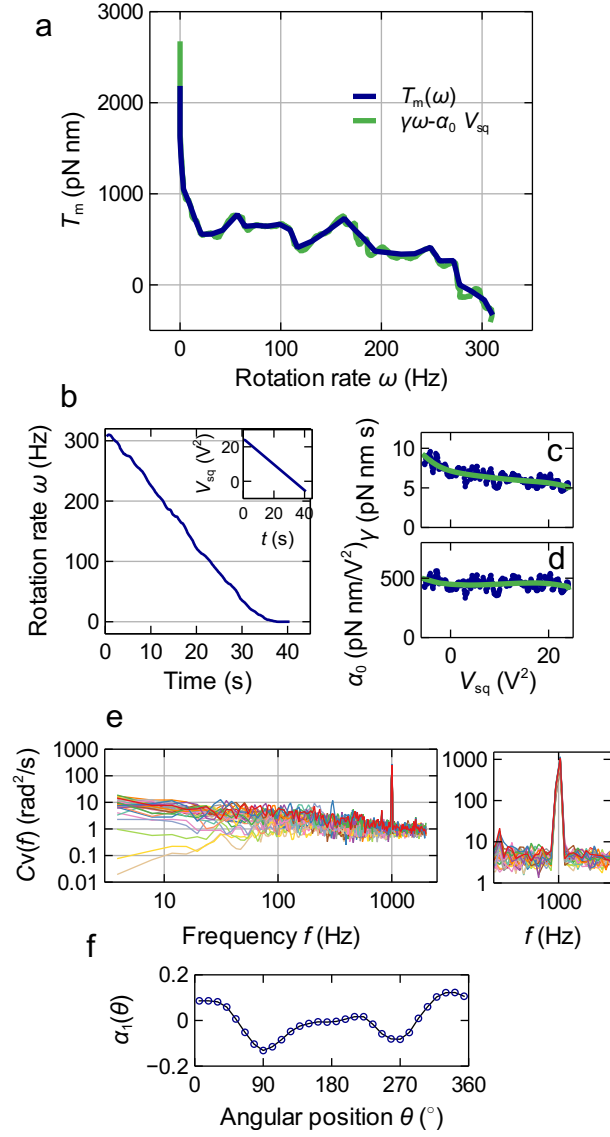 a
3000
2000
1000
0
T_m (pN nm)
T_m(ω)
γω-α_0 V_sq
0 100 200 300
Rotation rate ω (Hz)
b
300
200
100
0
Rotation rate ω (Hz)
20
0
V_sq (V²)
0 20 40
t (s)
0 10 20 30 40
Time (s)
c
10
5
0
γ (pN nm s)
d
500
0
α_0 (pN nm/V²)
0 20
V_sq (V²)
e
1000
100
10
1
0.1
0.01
Cv(f) (rad²/s)
10 100 1000
Frequency f (Hz)
1000
100
10
1
1000
f (Hz)
f
0.2
0
−0.2
α_1(θ)
0 90 180 270 360
Angular position θ (°)